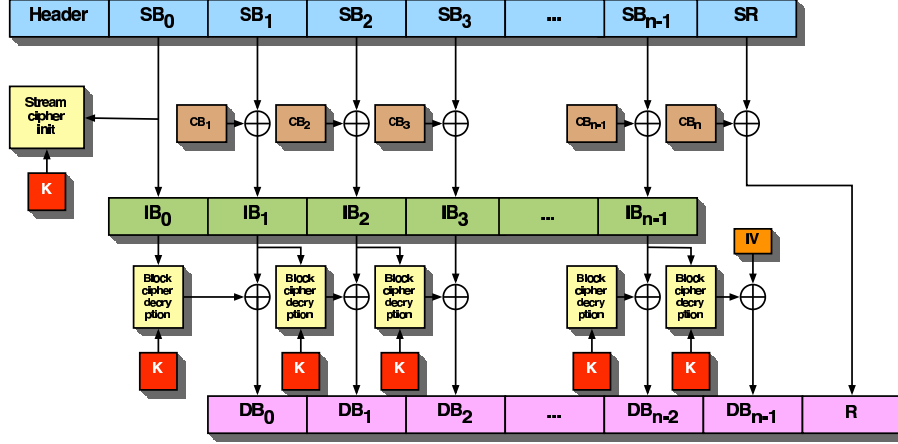 Header SB0 SB1 SB2 SB3 ... SBn-1 SR
Stream
cipher
init
CB1 CB2 CB3 CBn-1 CBn
K
IB0 IB1 IB2 IB3 ... IBn-1
IV
Block
cipher
decry
ption
Block
cipher
decry
ption
Block
cipher
decry
ption
Block
cipher
decry
ption
Block
cipher
decry
ption
K K K K K
DB0 DB1 DB2 ... DBn-2 DBn-1 R